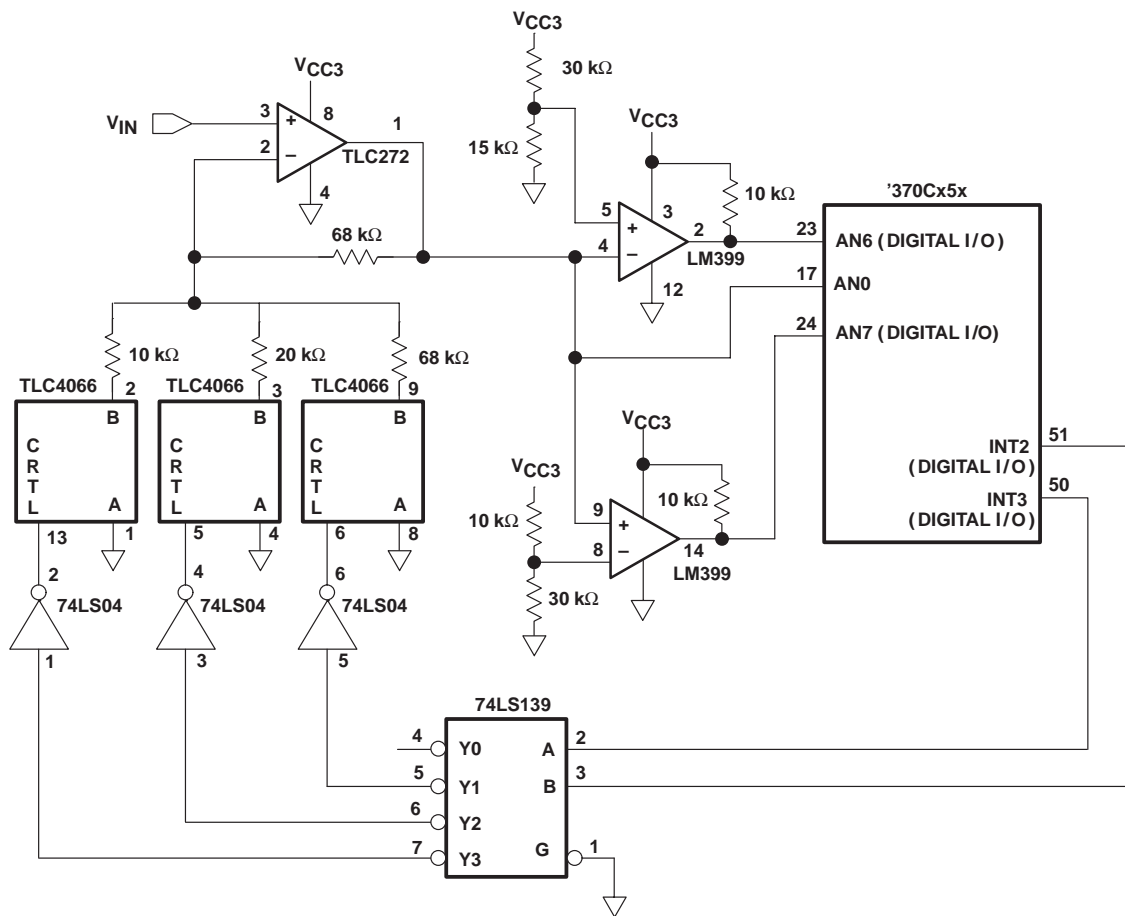 VCC3
30 kΩ
15 kΩ
VCC3
VIN
3
2
+
−
8
1
TLC272
4
68 kΩ
VCC3
10 kΩ
5
4
+
−
3
2
LM399
12
'370Cx5x
23
AN6 (DIGITAL I/O)
17
AN0
24
AN7 (DIGITAL I/O)
INT2
(DIGITAL I/O)
51
INT3
(DIGITAL I/O)
50
10 kΩ
20 kΩ
68 kΩ
TLC4066
2
TLC4066
3
TLC4066
9
B
CRTL
A
B
CRTL
A
B
CRTL
A
13
1
5
4
6
8
2
74LS04
1
4
74LS04
3
6
74LS04
5
VCC3
10 kΩ
30 kΩ
VCC3
10 kΩ
9
8
+
−
14
LM399
74LS139
4
Y0
5
Y1
6
Y2
7
Y3
A
2
B
3
G
1